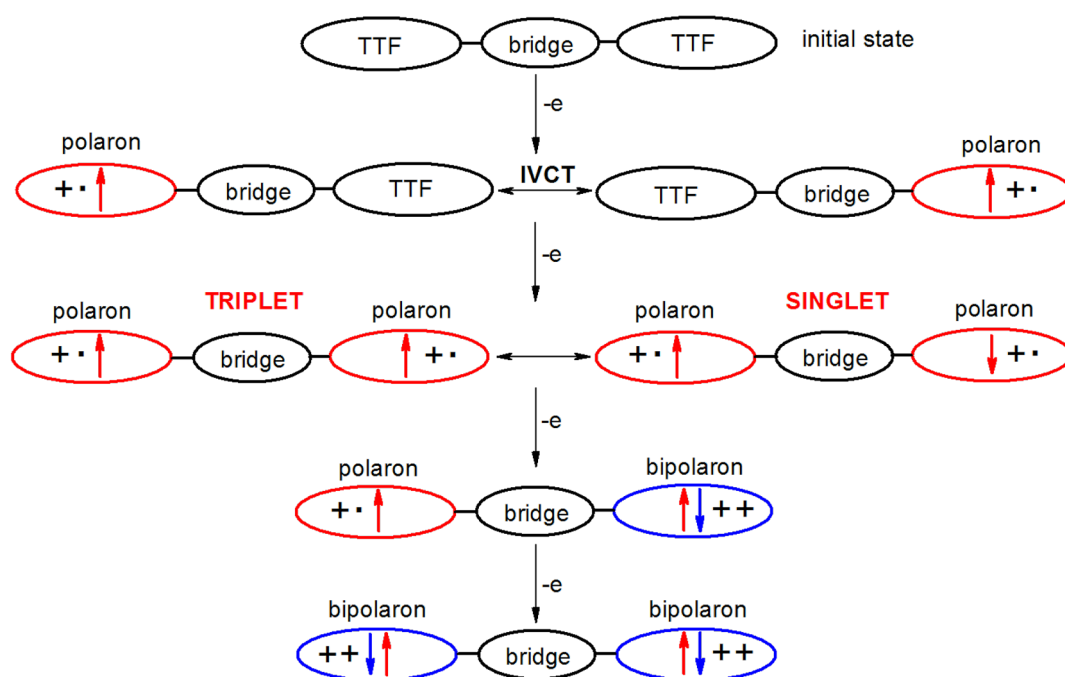 TTF bridge TTF initial state
-e
polaron polaron
+· bridge TTF IVCT TTF bridge +·
-e
polaron TRIPLET polaron polaron SINGLET polaron
+· bridge +· +· bridge +·
-e
polaron bipolaron
+· bridge ++
-e
bipolaron bipolaron
++ bridge ++